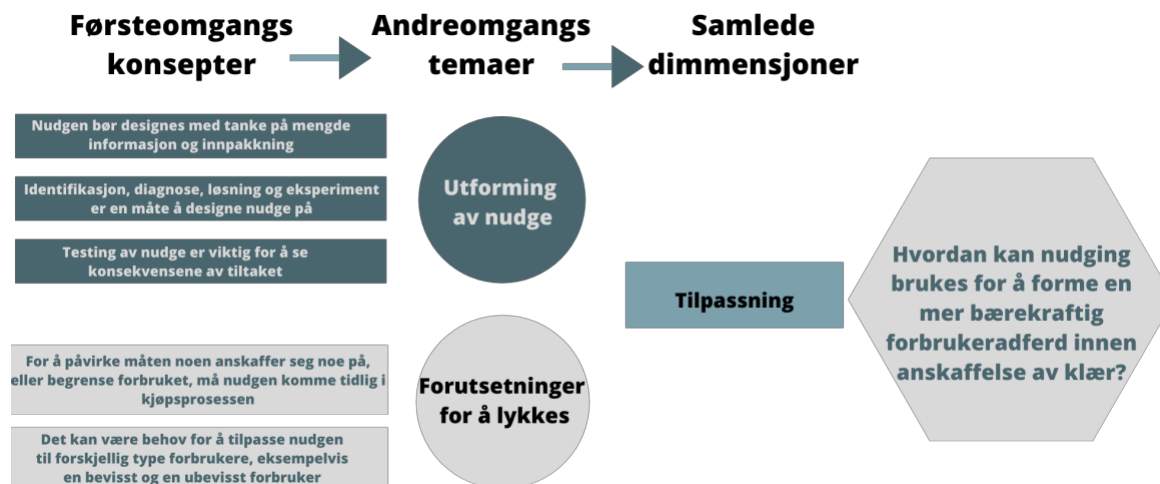 Førsteomgangs
konsepter
Andreomgangs
temaer
Samlede
dimmensjoner
Nudgen bør designes med tanke på mengde
informasjon og innpakkning
Identifikasjon, diagnose, løsning og eksperiment
er en måte å designe nudge på
Testing av nudge er viktig for å se
konsekvensene av tiltaket
Utforming
av nudge
For å påvirke måten noen anskaffer seg noe på,
eller begrense forbruket, må nudgen komme tidlig i
kjøpsprosessen
Det kan være behov for å tilpasse nudgen
til forskjellig type forbrukere, eksempelvis
en bevisst og en ubevisst forbruker
Forutsetninger
for å lykkes
Tilpassning
Hvordan kan nudging
brukes for å forme en
mer bærekraftig
forbrukeradferd innen
anskaffelse av klær?